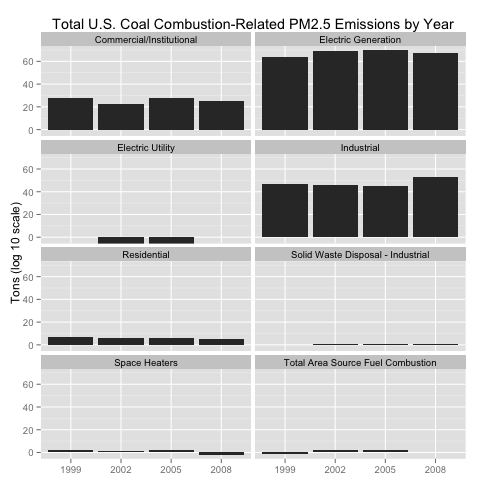 Total U.S. Coal Combustion-Related PM2.5 Emissions by Year
Commercial/Institutional Electric Generation
60
40
20
0
Electric Utility Industrial
60
40
20
0
Residential Solid Waste Disposal - Industrial
60
40
20
0
Space Heaters Total Area Source Fuel Combustion
60
40
20
0
1999 2002 2005 2008 1999 2002 2005 2008
Tons (log 10 scale)